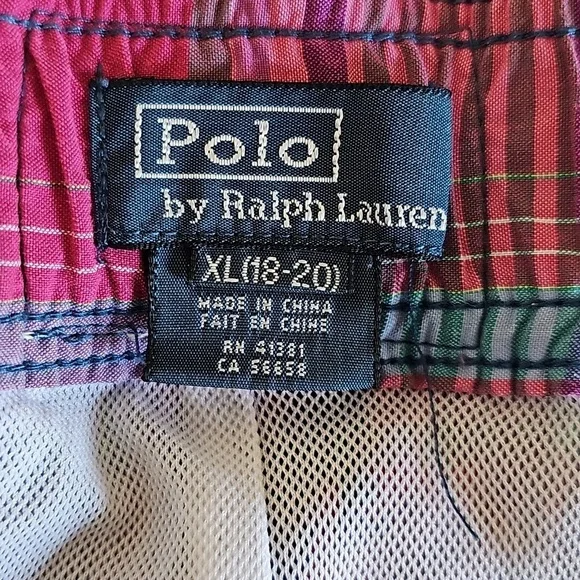 Polo
by Ralph Lauren
XL(18-20)
MADE IN CHINA
FAIT EN CHINE
RN 41381
CA 56658